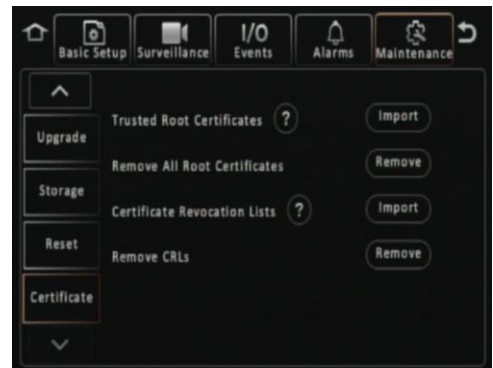 Basic Setup
Surveillance
I/O
Events
Alarms
Maintenance
Upgrade
Storage
Reset
Certificate
Trusted Root Certificates ? Import
Remove All Root Certificates Remove
Certificate Revocation Lists ? Import
Remove CRLs Remove